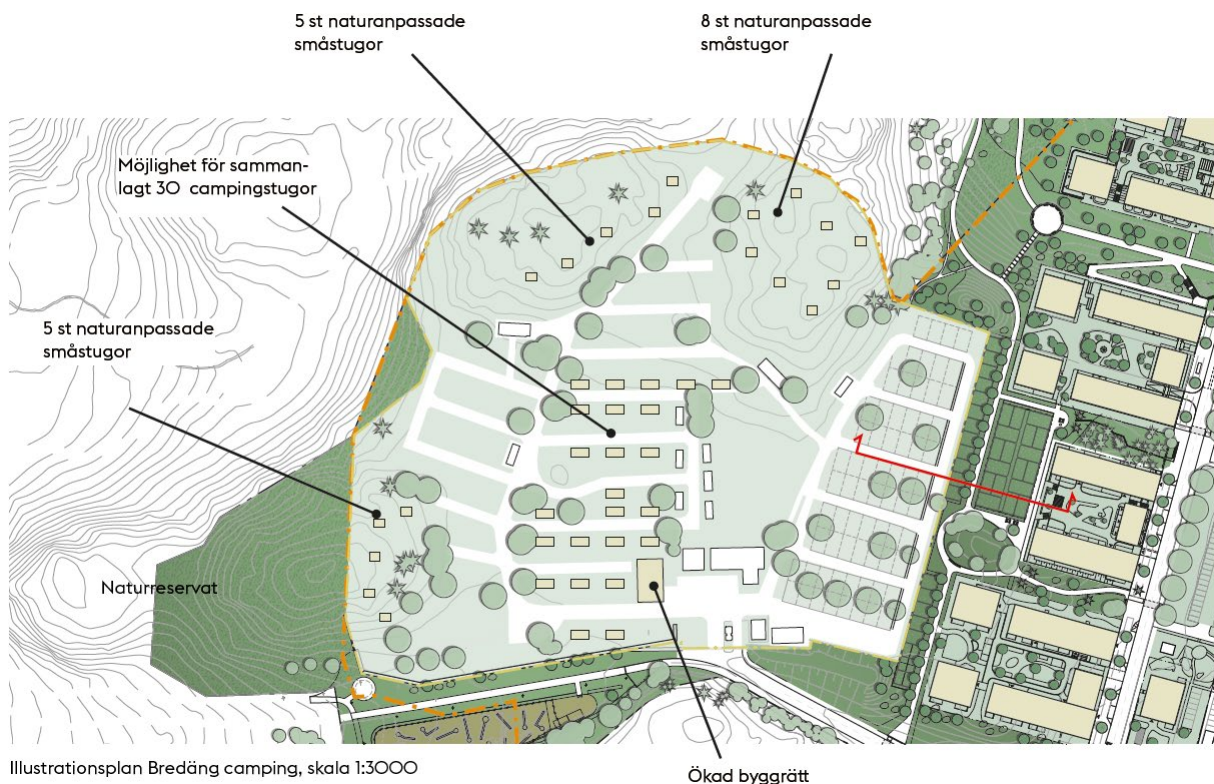 5 st naturanpassade
småstugor
8 st naturanpassade
småstugor
Möjlighet för samman-
lagt 30 campingstugor
5 st naturanpassade
småstugor
Naturreservat
Illustrationsplan Bredäng camping, skala 1:3000
Ökad byggrätt